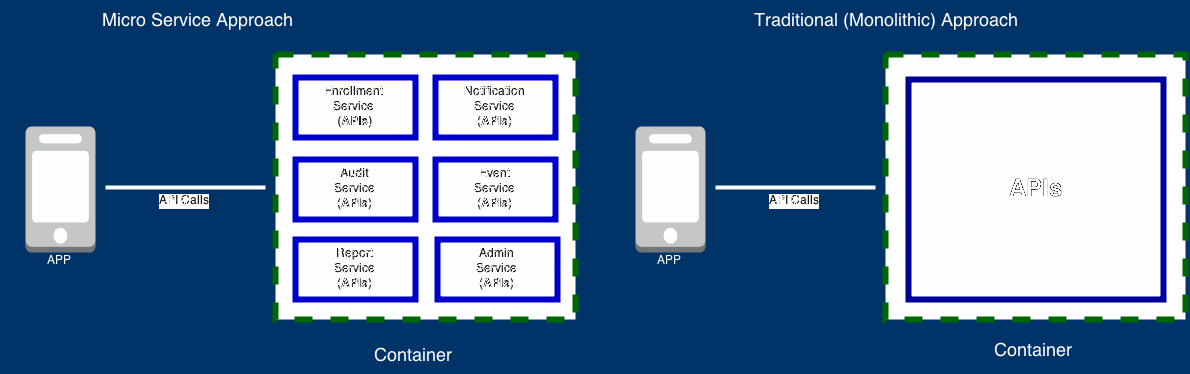 Micro Service Approach
Enrollment
Service
(APIs)
Notification
Service
(APIs)
Audit
Service
(APIs)
Event
Service
(APIs)
Report
Service
(APIs)
Admin
Service
(APIs)
API Calls
APP
Container
Traditional (Monolithic) Approach
APIs
API Calls
APP
Container